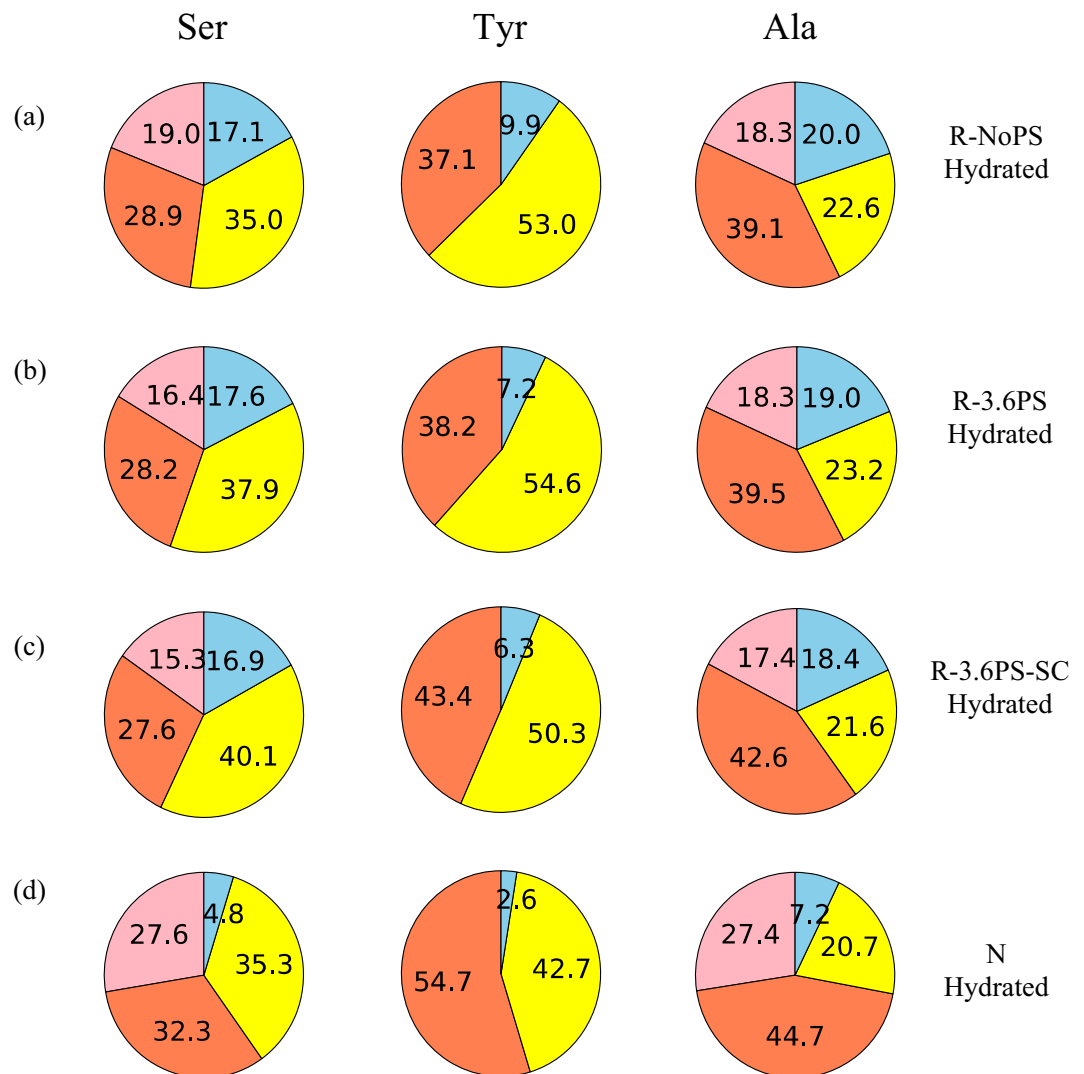 Ser Tyr Ala
(a)
19.0 17.1
28.9 35.0
9.9
37.1
53.0
18.3 20.0
39.1 22.6
R-NoPS
Hydrated
(b)
16.4 17.6
28.2 37.9
7.2
38.2
54.6
18.3 19.0
39.5 23.2
R-3.6PS
Hydrated
(c)
15.3 16.9
27.6 40.1
6.3
43.4
50.3
17.4 18.4
42.6 21.6
R-3.6PS-SC
Hydrated
(d)
27.6 4.8
35.3
32.3
2.6
54.7 42.7
27.4 7.2
20.7
44.7
N
Hydrated